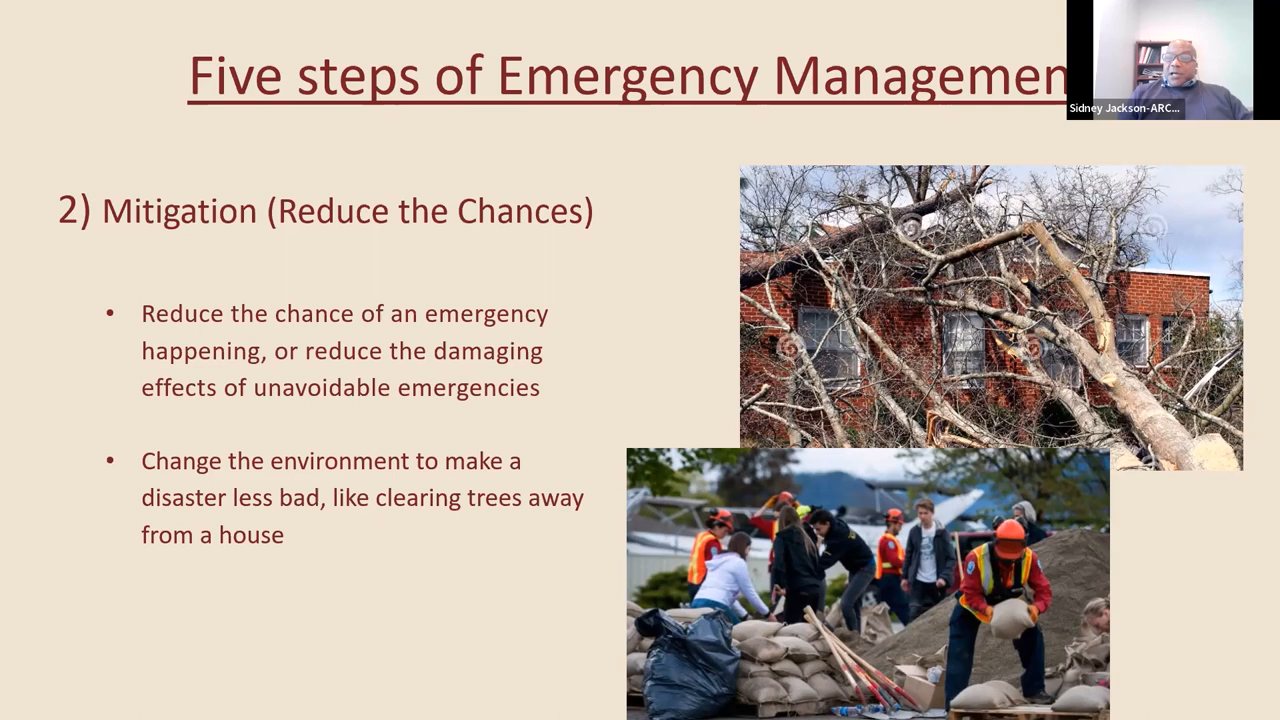 Five steps of Emergency Managemen
Sidney Jackson-ARC...
2) Mitigation (Reduce the Chances)
• Reduce the chance of an emergency
happening, or reduce the damaging
effects of unavoidable emergencies
• Change the environment to make a
disaster less bad, like clearing trees away
from a house